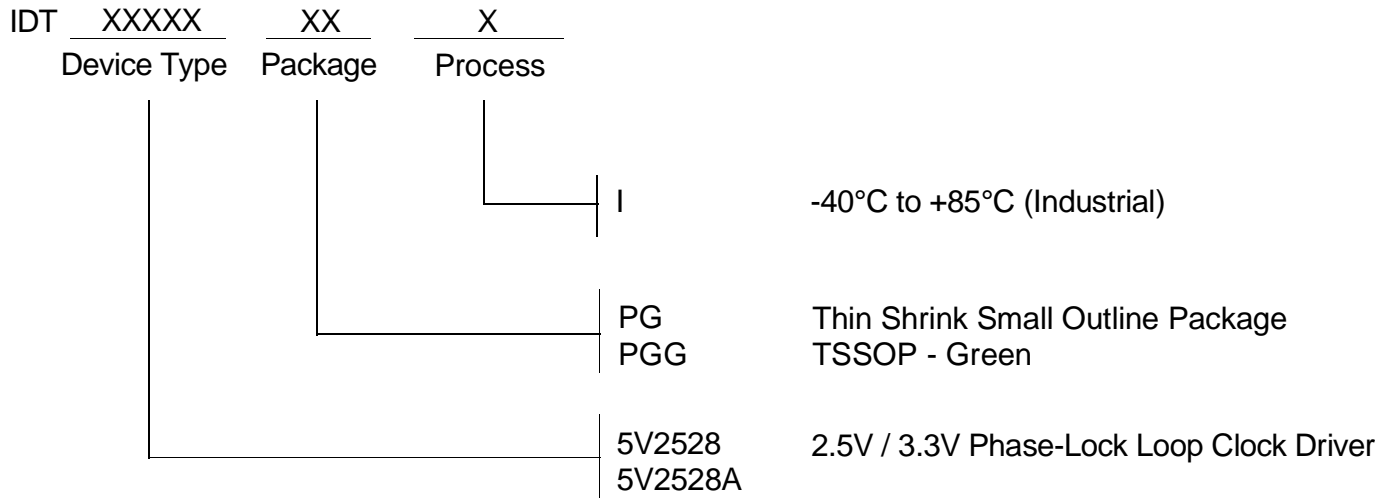 IDT XXXXX XX X
Device Type Package Process
I -40°C to +85°C (Industrial)
PG Thin Shrink Small Outline Package
PGG TSSOP - Green
5V2528 2.5V / 3.3V Phase-Lock Loop Clock Driver
5V2528A